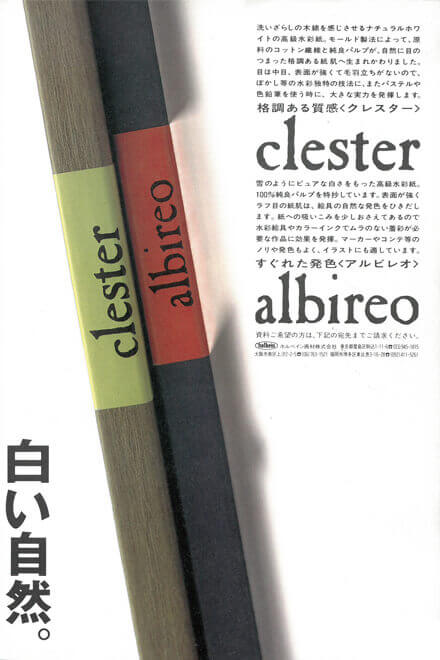 洗いざらしの木綿を感じさせるナチュラルホワ
イトの高級水彩紙。モールド製法によって、原
料のコットン繊維と純良パルプが、自然に目の
つまった格調ある紙肌へ生まれかわりました。
目は中目、表面が強くて毛羽立ちがないので、
ぼかし等の水彩独特の技法に、またパステルや
色鉛筆を使う時に、大きな実力を発揮します。
格調ある質感〈クレスター〉
clester
雪のようにピュアな白さをもった高級水彩紙。
100%純良パルプを特抄しています。表面が強く
ラフ目の紙肌は、絵具の自然な発色をひきだし
ます。紙への吸いこみを少しおさえてあるので
水彩絵具やカラーインクでムラのない重彩が必
要な作品に効果を発揮。マーカーやコンテ等の
ノリや発色もよく、イラストにも適しています。
すぐれた発色〈アルビレオ〉
albireo
資料ご希望の方は、下記の宛先までご請求ください。
holbein ホルベイン画材株式会社
clester
albireo
白い自然。